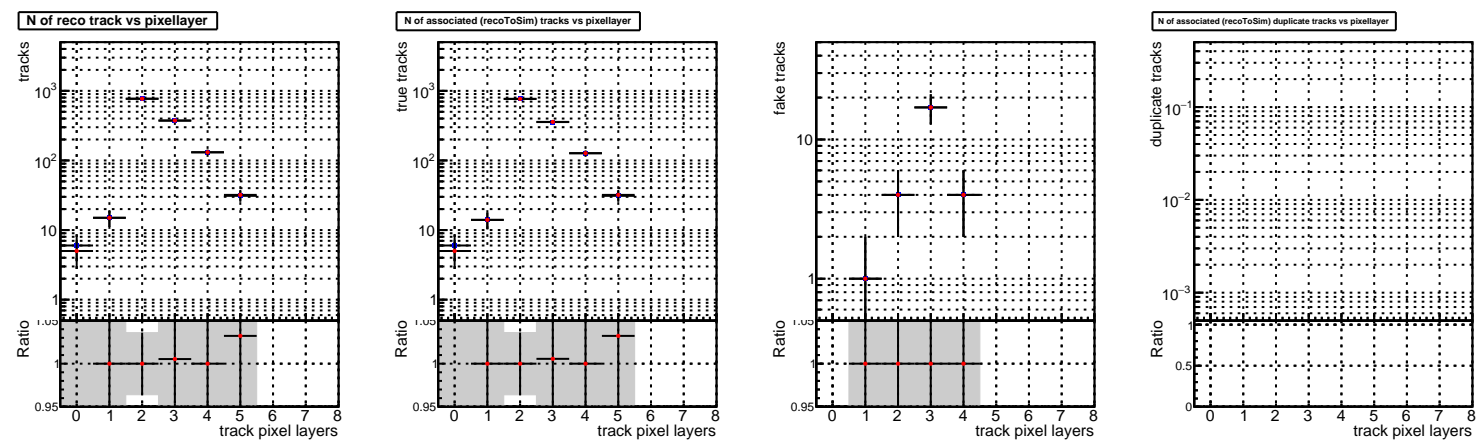 N of reco track vs pixellayer
tracks
10³
10²
10
1
Ratio
1.05
1
0.95
0 1 2 3 4 5 6 7 8
track pixel layers
N of associated (recoToSim) tracks vs pixellayer
true tracks
10³
10²
10
1
Ratio
1.05
1
0.95
0 1 2 3 4 5 6 7 8
track pixel layers
fake tracks
10
1
Ratio
1.05
1
0.95
0 1 2 3 4 5 6 7 8
track pixel layers
N of associated (recoToSim) duplicate tracks vs pixellayer
duplicate tracks
10⁻¹
10⁻²
10⁻³
Ratio
1
0.5
0
0 1 2 3 4 5 6 7 8
track pixel layers